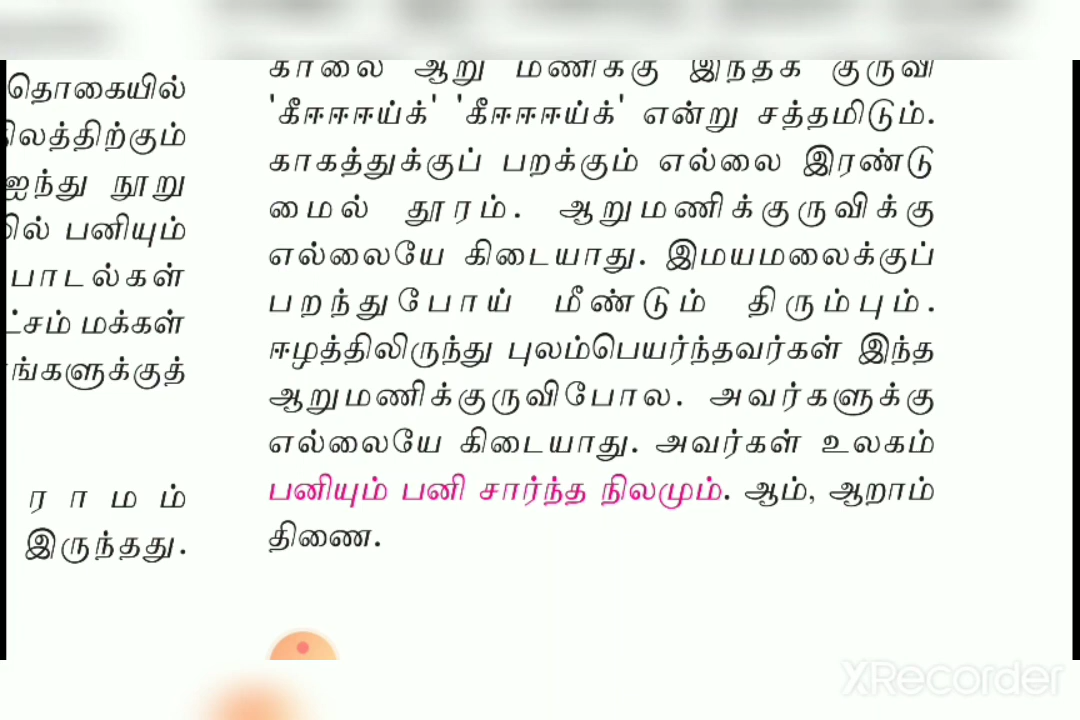 தொகையில்
நிலத்திற்கும்
ஐந்து நூறு
யில் பனியும்
பாடல்கள்
ட்சம் மக்கள்
ங்களுக்குத்
ராமம்
இருந்தது.
காலை ஆறு மணிக்கு இந்தக் குருவி
'கீஈஈஈய்க்' 'கீஈஈஈய்க்' என்று சத்தமிடும்.
காகத்துக்குப் பறக்கும் எல்லை இரண்டு
மைல் தூரம். ஆறுமணிக்குருவிக்கு
எல்லையே கிடையாது. இமயமலைக்குப்
பறந்துபோய் மீண்டும் திரும்பும்.
ஈழத்திலிருந்து புலம்பெயர்ந்தவர்கள் இந்த
ஆறுமணிக்குருவிபோல. அவர்களுக்கு
எல்லையே கிடையாது. அவர்கள் உலகம்
பனியும் பனி சார்ந்த நிலமும். ஆம், ஆறாம்
திணை.
XRecorder